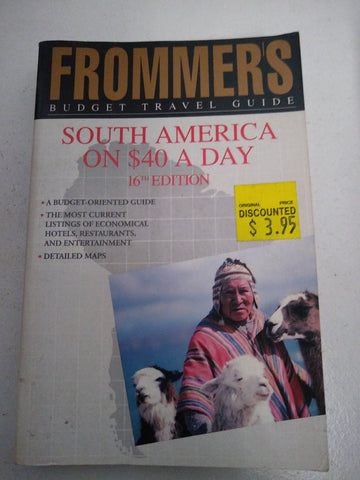 FROMMER'S
BUDGET TRAVEL GUIDE
SOUTH AMERICA
ON $40 A DAY
16TH EDITION
• A BUDGET-ORIENTED GUIDE
• THE MOST CURRENT
LISTINGS OF ECONOMICAL
HOTELS, RESTAURANTS,
AND ENTERTAINMENT
• DETAILED MAPS
ORIGINAL PRICE
DISCOUNTED
$ 3.95